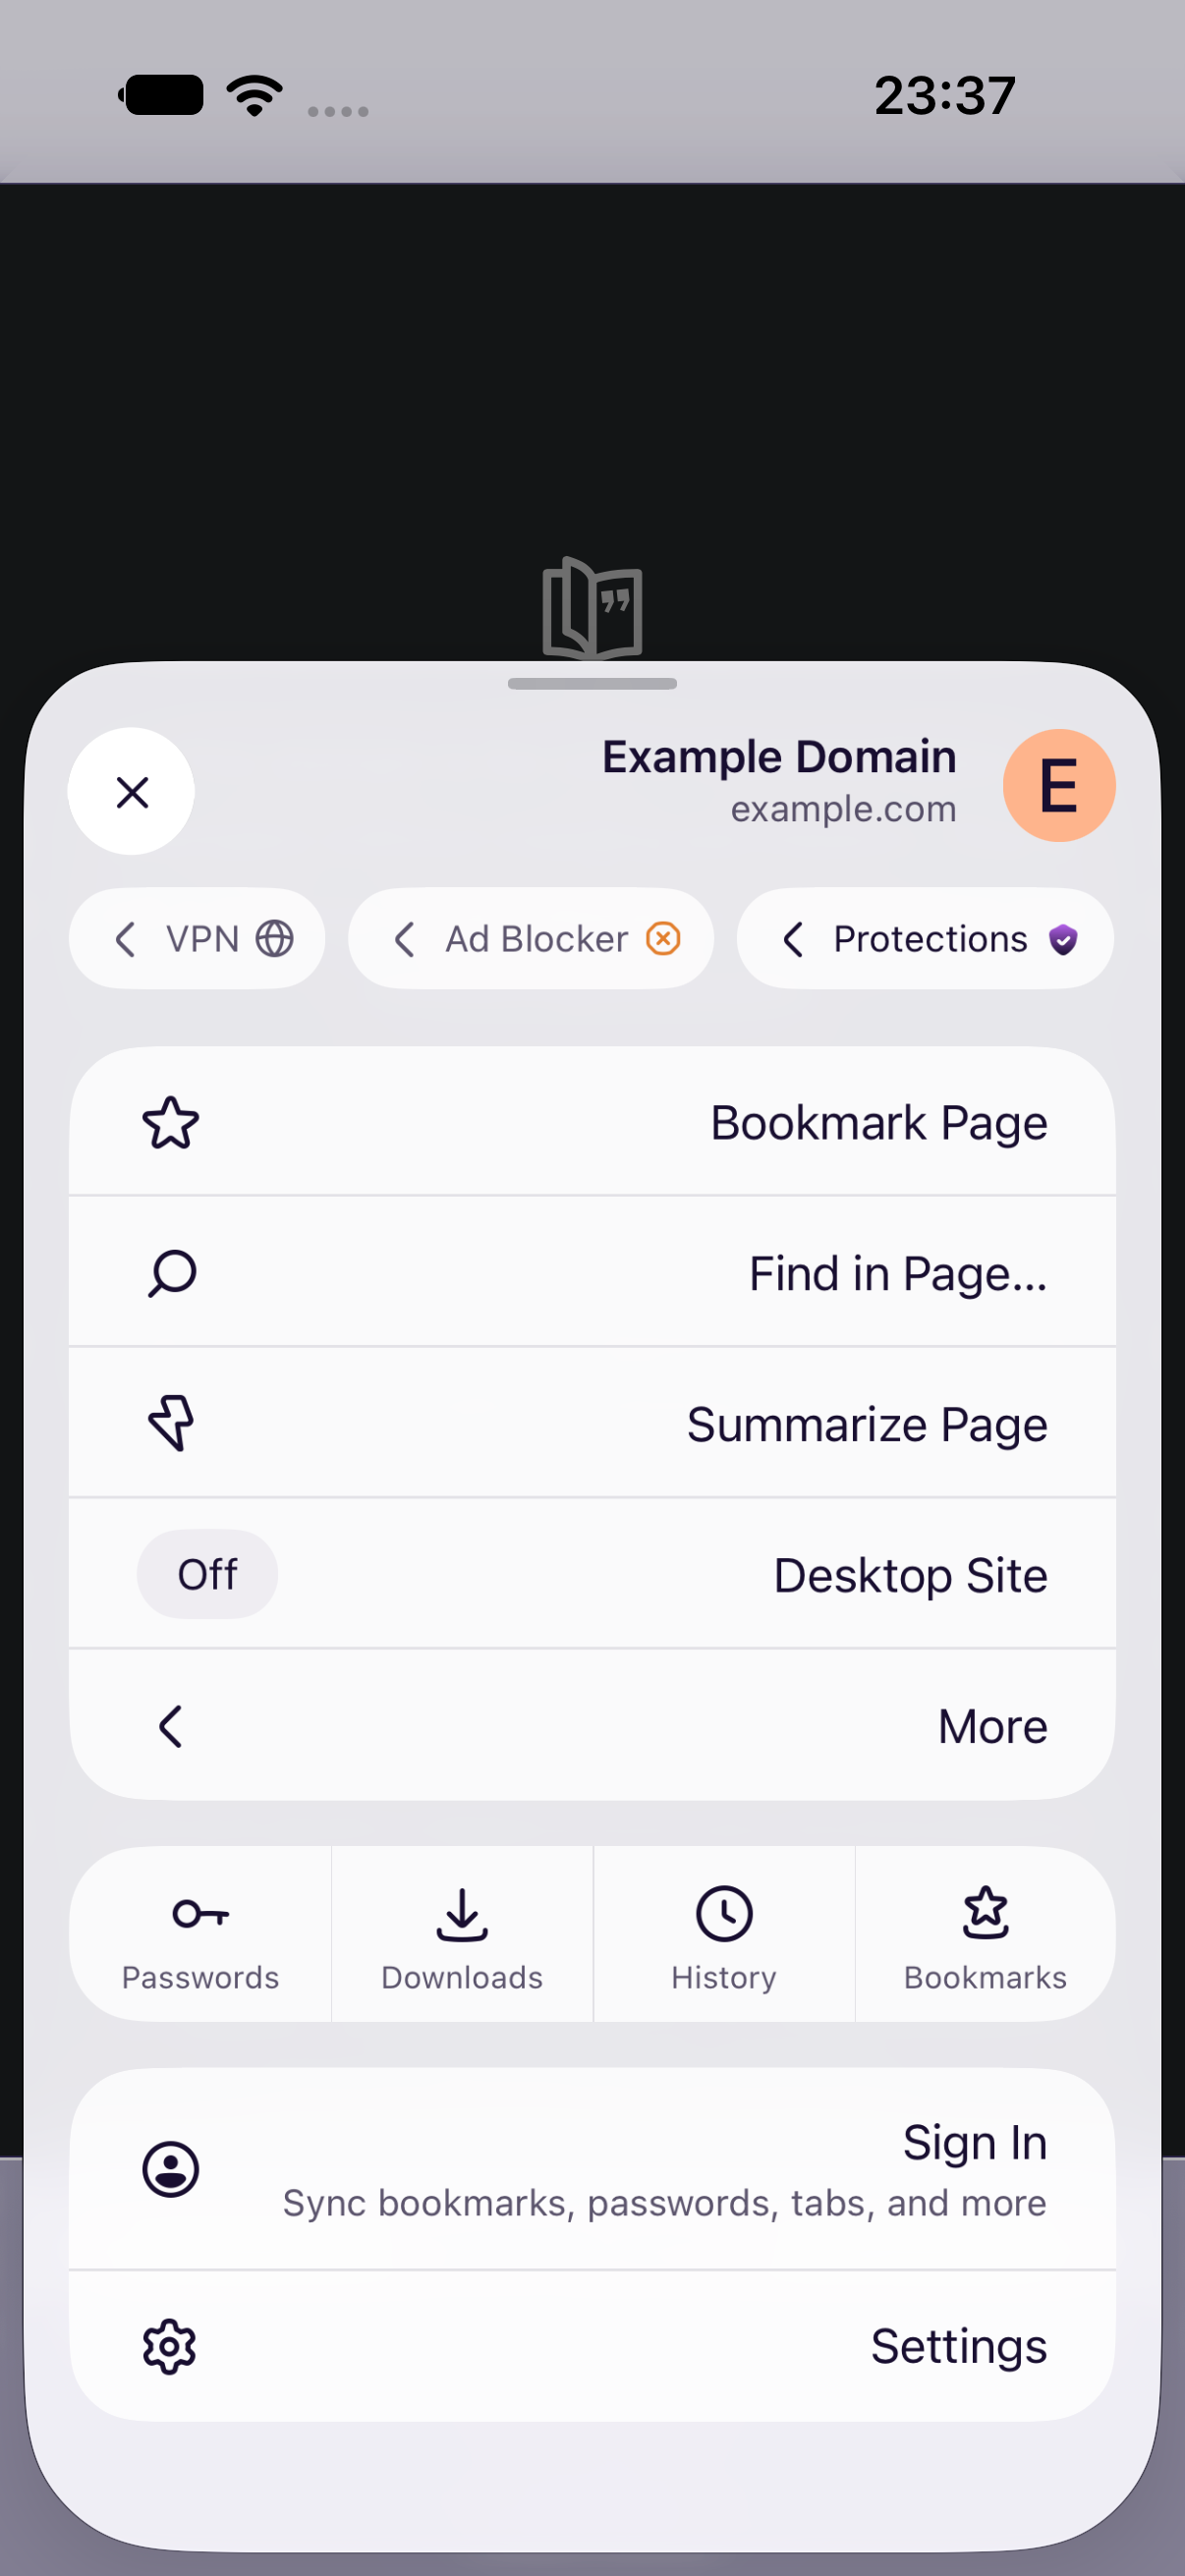 23:37
Example Domain
example.com
E
Protections
Ad Blocker
VPN
Bookmark Page
Find in Page...
Summarize Page
Desktop Site
Off
More
Bookmarks
History
Downloads
Passwords
Sign In
Sync bookmarks, passwords, tabs, and more
Settings